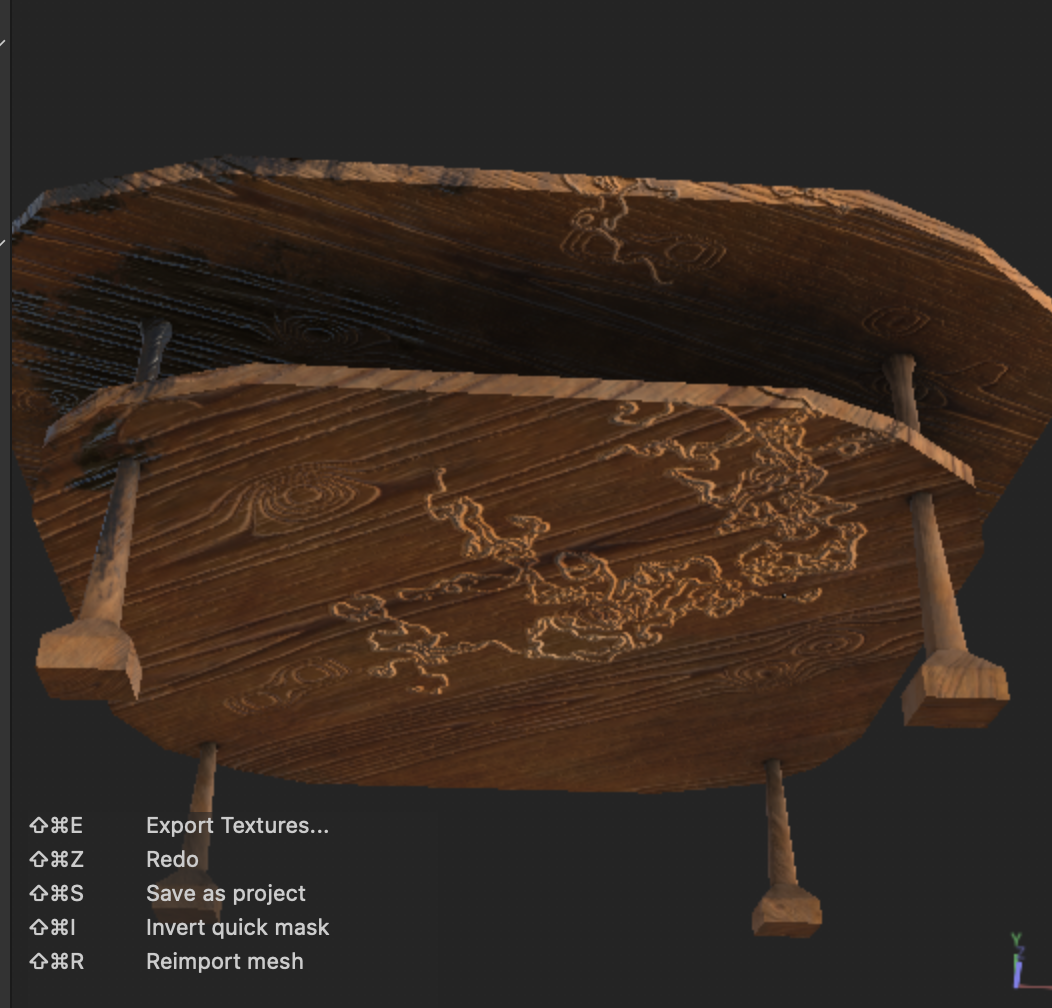 ⇧⌘E Export Textures...
⇧⌘Z Redo
⇧⌘S Save as project
⇧⌘I Invert quick mask
⇧⌘R Reimport mesh
Y
Z